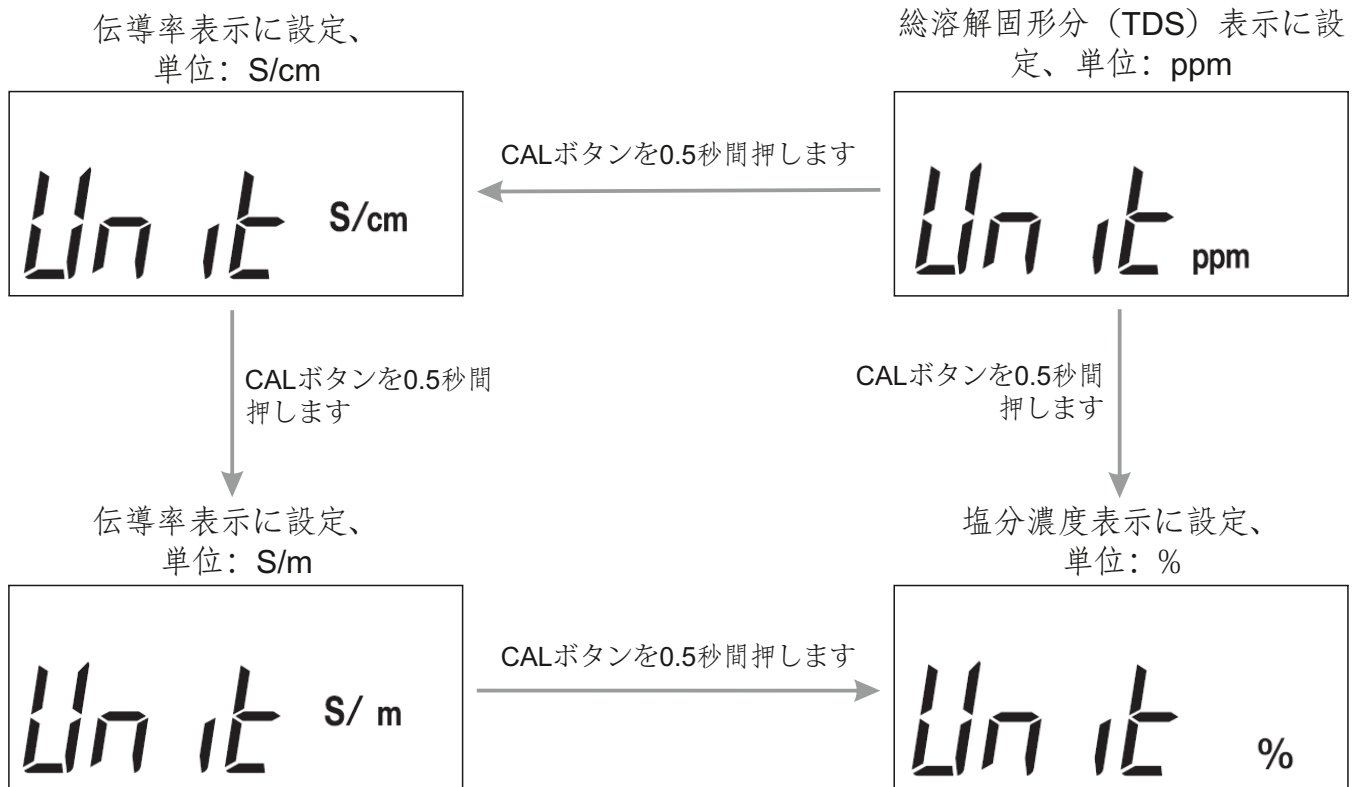 伝導率表示に設定、
単位：S/cm
総溶解固形分（TDS）表示に設
定、単位：ppm
Unit S/cm
CALボタンを0.5秒間押します
Unit ppm
CALボタンを0.5秒間
押します
CALボタンを0.5秒間
押します
伝導率表示に設定、
単位：S/m
塩分濃度表示に設定、
単位：%
Unit S/ m
CALボタンを0.5秒間押します
Unit %